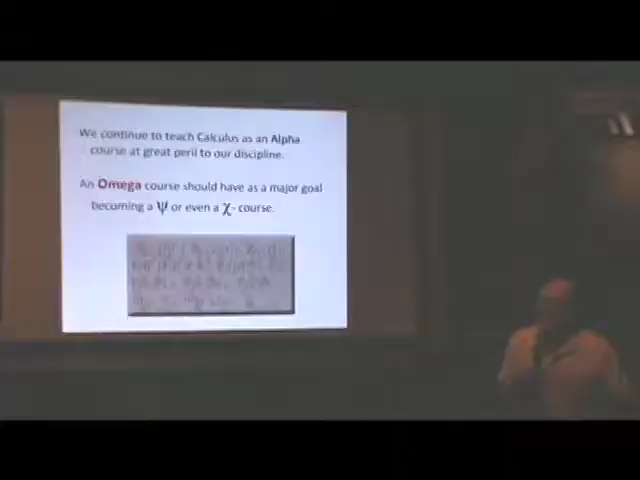 We continue to teach Calculus as an Alpha
course at great peril to our discipline.
An Omega course should have as a major goal
becoming a ψ or even a χ- course.